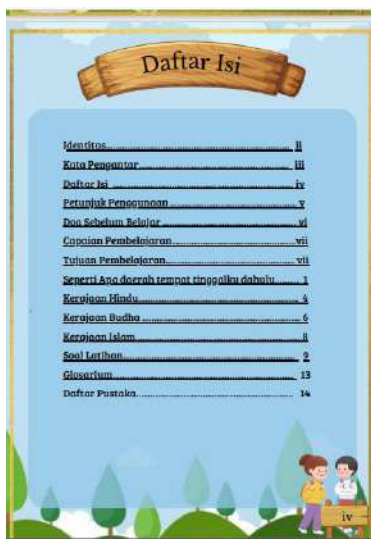 Daftar Isi
Identitas ii
Kata Pengantar iii
Daftar Isi iv
Petunjuk Penggunaan v
Doa Sebelum Belajar vi
Capaian Pembelajaran vii
Tujuan Pembelajaran vii
Seperti Apa daerah tempat tinggalku dahulu 1
Kerajaan Hindu 4
Kerajaan Budha 6
Kerajaan Islam 8
Soal Latihan 9
Glosarium 13
Daftar Pustaka 14
iv